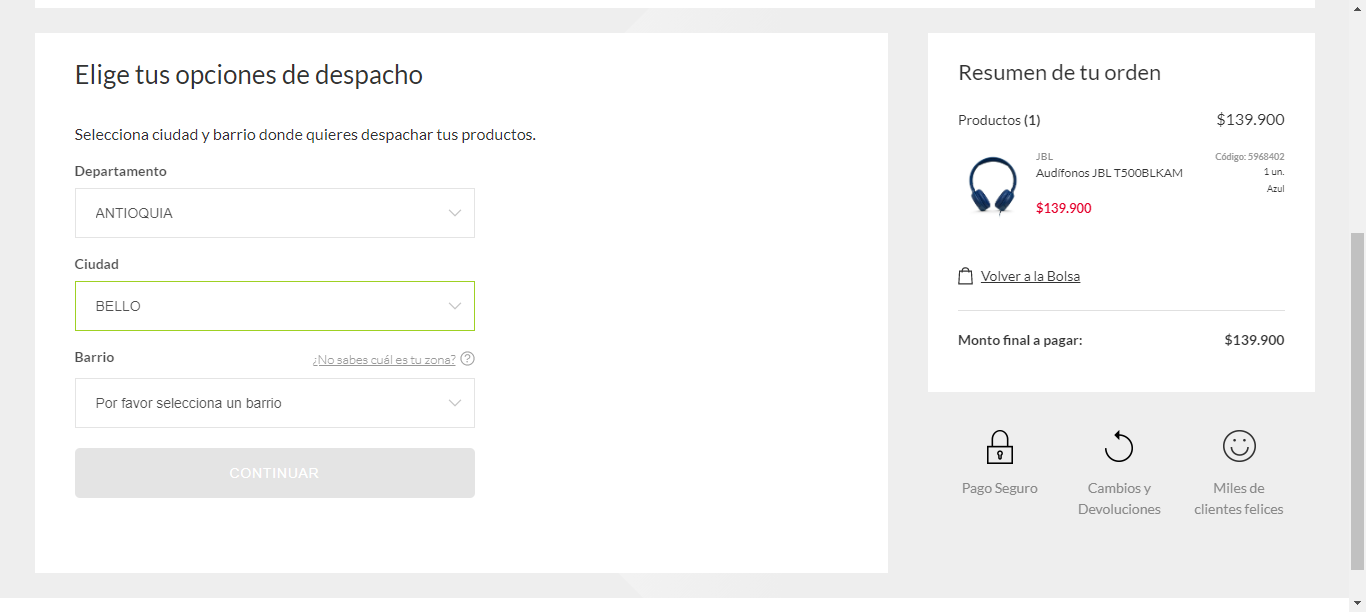 Elige tus opciones de despacho
Selecciona ciudad y barrio donde quieres despachar tus productos.
Departamento
ANTIOQUIA
Ciudad
BELLO
Barrio
¿No sabes cuál es tu zona? ?
Por favor selecciona un barrio
CONTINUAR
Resumen de tu orden
Productos (1) $139.900
JBL Código: 5968402
Audífonos JBL T500BLKAM 1 un.
Azul
$139.900
Volver a la Bolsa
Monto final a pagar: $139.900
Pago Seguro
Cambios y
Devoluciones
Miles de
clientes felices